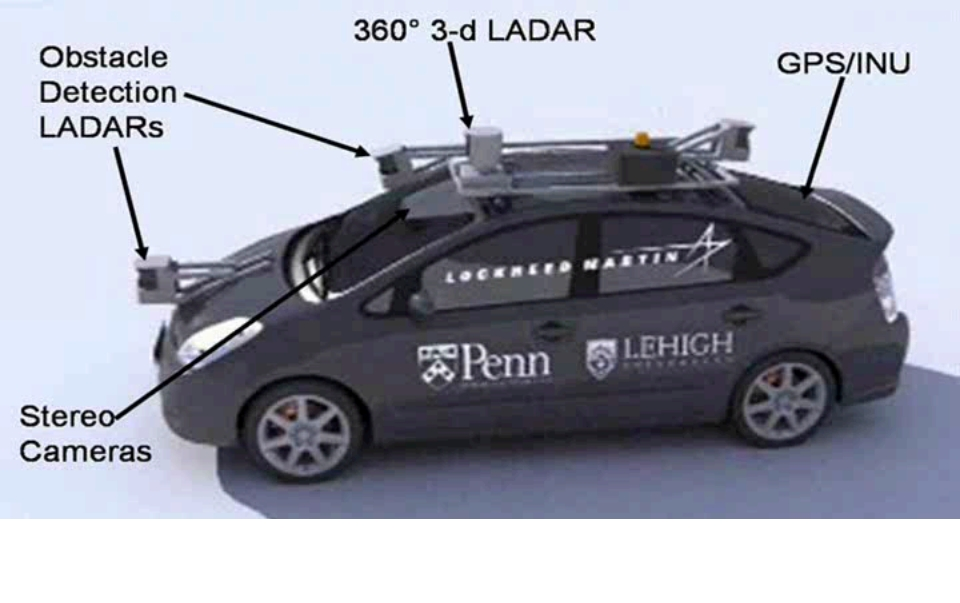 360° 3-d LADAR
Obstacle
Detection
LADARs
GPS/INU
LOCKHEED MARTIN
Penn
LEHIGH
Stereo
Cameras